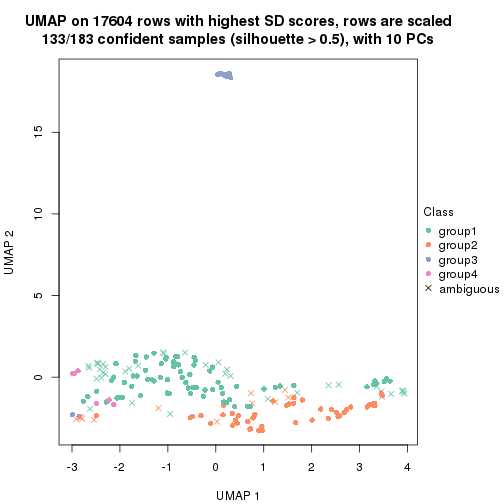 UMAP on 17604 rows with highest SD scores, rows are scaled
133/183 confident samples (silhouette > 0.5), with 10 PCs
15
10
5
0
UMAP 2
-3 -2 -1 0 1 2 3 4
UMAP 1
Class
group1
group2
group3
group4
ambiguous